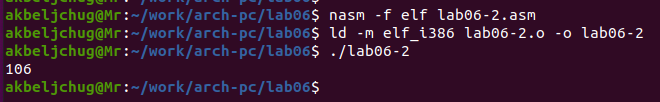 akbeljchug@Mr:~/work/arch-pc/lab06$ nasm -f elf lab06-2.asm
akbeljchug@Mr:~/work/arch-pc/lab06$ ld -m elf_i386 lab06-2.o -o lab06-2
akbeljchug@Mr:~/work/arch-pc/lab06$ ./lab06-2
106
akbeljchug@Mr:~/work/arch-pc/lab06$